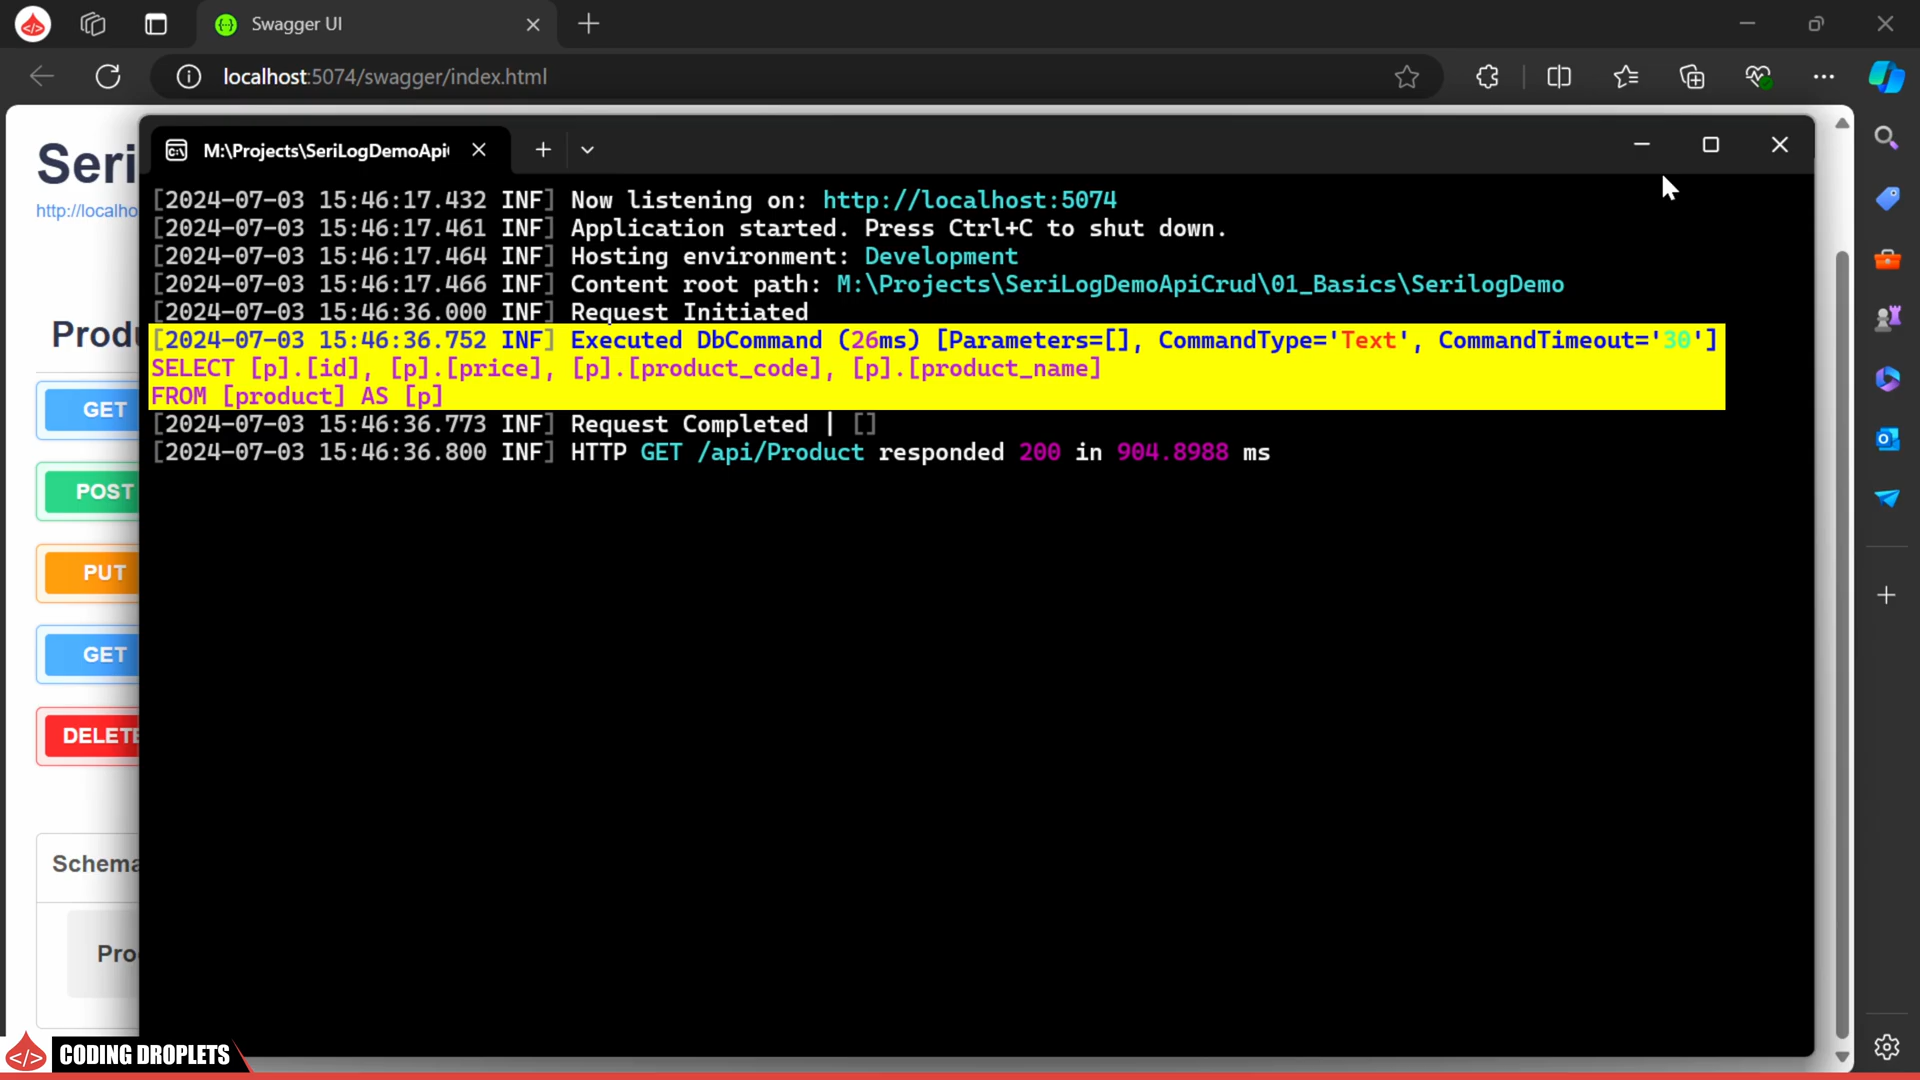 Swagger UI
localhost:5074/swagger/index.html
Seri
http://localho
M:\Projects\SeriLogDemoApi
[2024-07-03 15:46:17.432 INF] Now listening on: http://localhost:5074
[2024-07-03 15:46:17.461 INF] Application started. Press Ctrl+C to shut down.
[2024-07-03 15:46:17.464 INF] Hosting environment: Development
[2024-07-03 15:46:17.466 INF] Content root path: M:\Projects\SeriLogDemoApiCrud\01_Basics\SerilogDemo
[2024-07-03 15:46:36.000 INF] Request Initiated
[2024-07-03 15:46:36.752 INF] Executed DbCommand (26ms) [Parameters=[], CommandType='Text', CommandTimeout='30']
SELECT [p].[id], [p].[price], [p].[product_code], [p].[product_name]
FROM [product] AS [p]
[2024-07-03 15:46:36.773 INF] Request Completed | []
[2024-07-03 15:46:36.800 INF] HTTP GET /api/Product responded 200 in 904.8988 ms
Produ
GET
POST
PUT
GET
DELETE
Schema
Pro
CODING DROPLETS